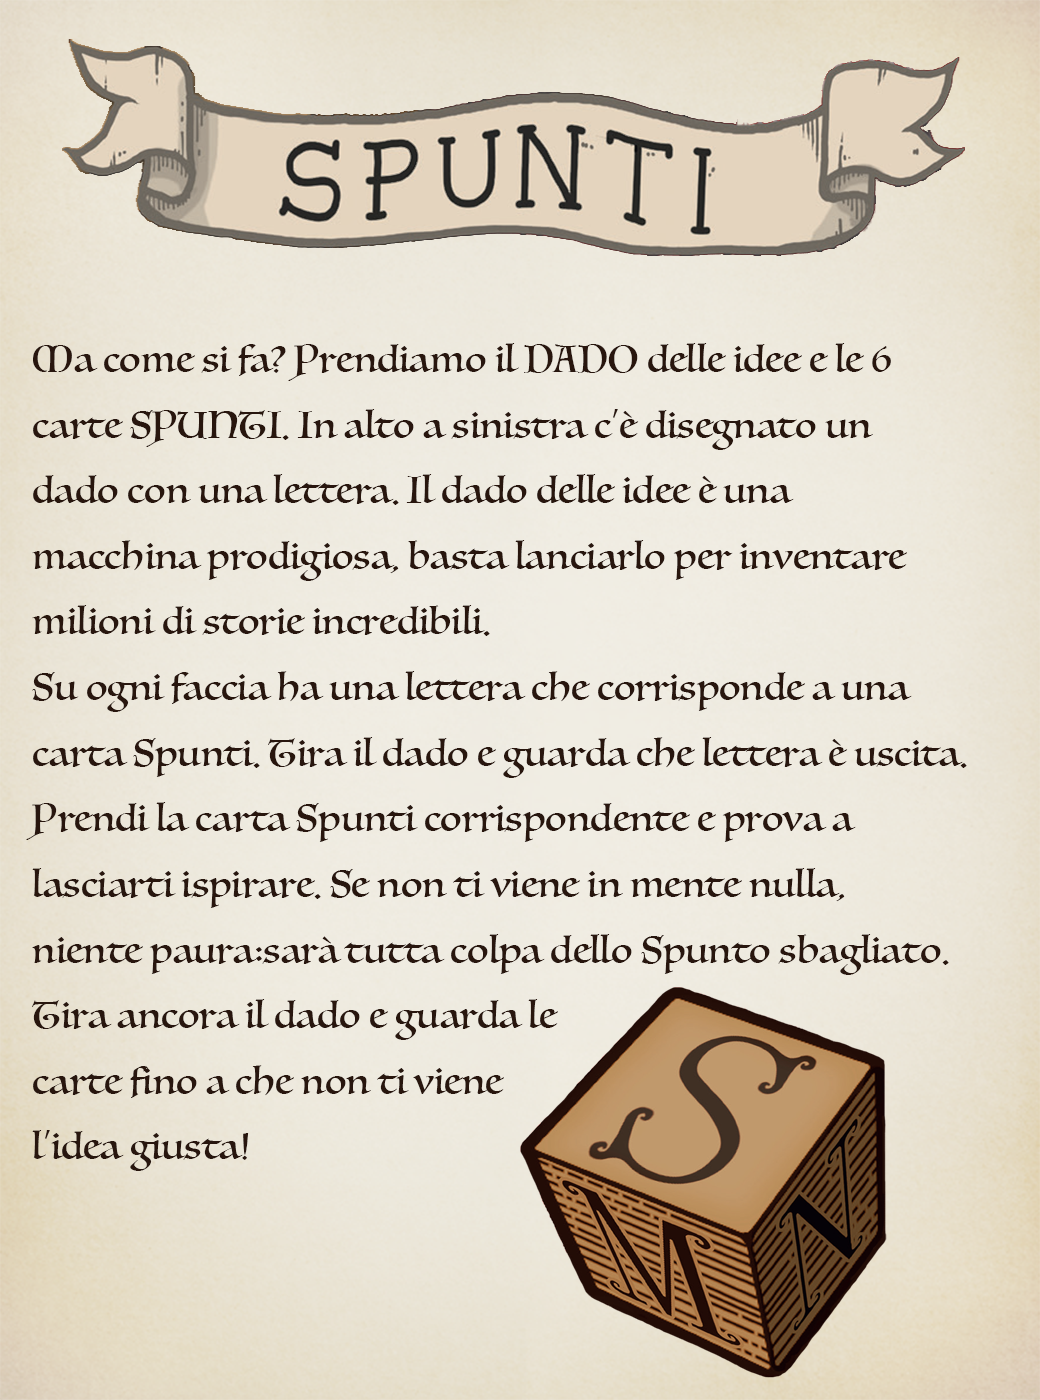 SPUNTI
Ma come si fa? Prendiamo il DADO delle idee e le 6
carte SPUNTI. In alto a sinistra c'è disegnato un
dado con una lettera. Il dado delle idee è una
macchina prodigiosa, basta lanciarlo per inventare
milioni di storie incredibili.
Su ogni faccia ha una lettera che corrisponde a una
carta Spunti. Tira il dado e guarda che lettera è uscita.
Prendi la carta Spunti corrispondente e prova a
lasciarti ispirare. Se non ti viene in mente nulla,
niente paura:sarà tutta colpa dello Spunto sbagliato.
Tira ancora il dado e guarda le
carte fino a che non ti viene
l'idea giusta!
S
M
N